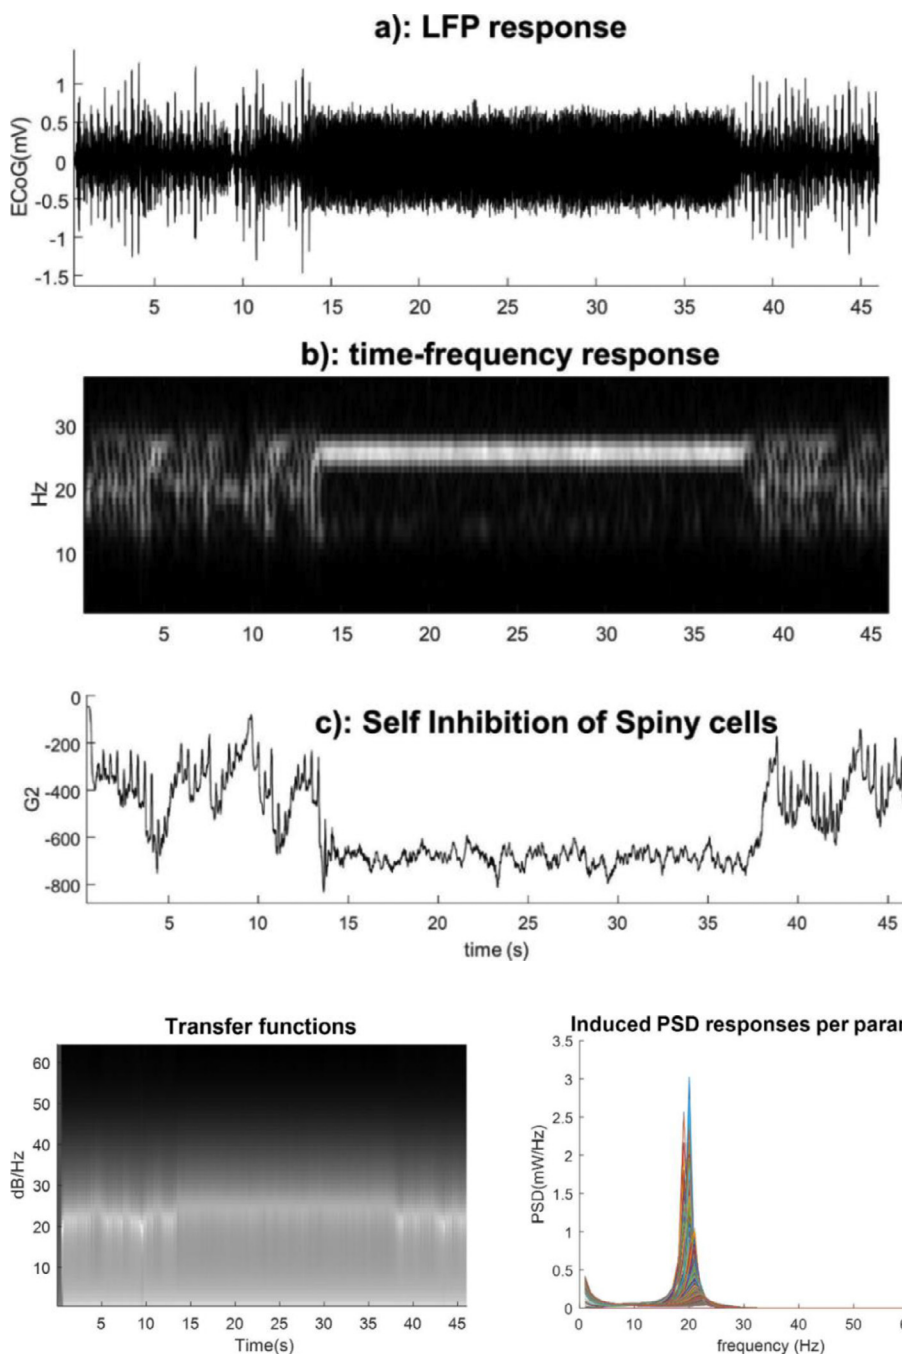 a): LFP response
ECoG(mV)
1
0.5
0
-0.5
-1
-1.5
5 10 15 20 25 30 35 40 45
b): time-frequency response
Hz
30
20
10
5 10 15 20 25 30 35 40 45
c): Self Inhibition of Spiny cells
G2
0
-200
-400
-600
-800
5 10 15 20 25 30 35 40 45
time (s)
Transfer functions
dB/Hz
60
50
40
30
20
10
5 10 15 20 25 30 35 40 45
Time(s)
Induced PSD responses per parar
PSD(mW/Hz)
3.5
3
2.5
2
1.5
1
0.5
0
0 10 20 30 40 50
frequency (Hz)